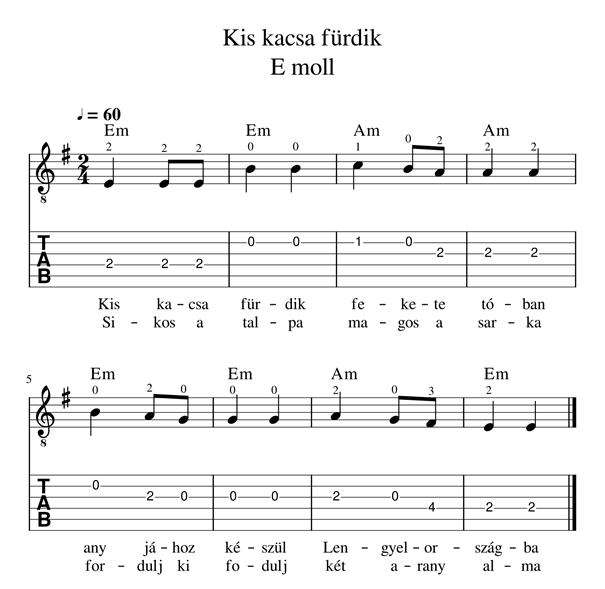 Kis kacsa fürdik
E moll
♩ = 60
Em Em Am Am
2 2 2 0 0 1 0 2 2 2
2 4
8
T A B
0 0 1 0
2 2 2
2 2 2
Kis ka – csa für – dik fe – ke – te tó – ban
Si – kos a tal – pa ma – gos a sar – ka
5 Em Em Am Em
0 2 0 0 0 2 0 3 2
8
T A B
0
2 0 0 0 2 0
4 2 2
any já – hoz ké – szül Len – gyel – or – szág – ba
for – dulj ki fo – dulj két a – rany al – ma